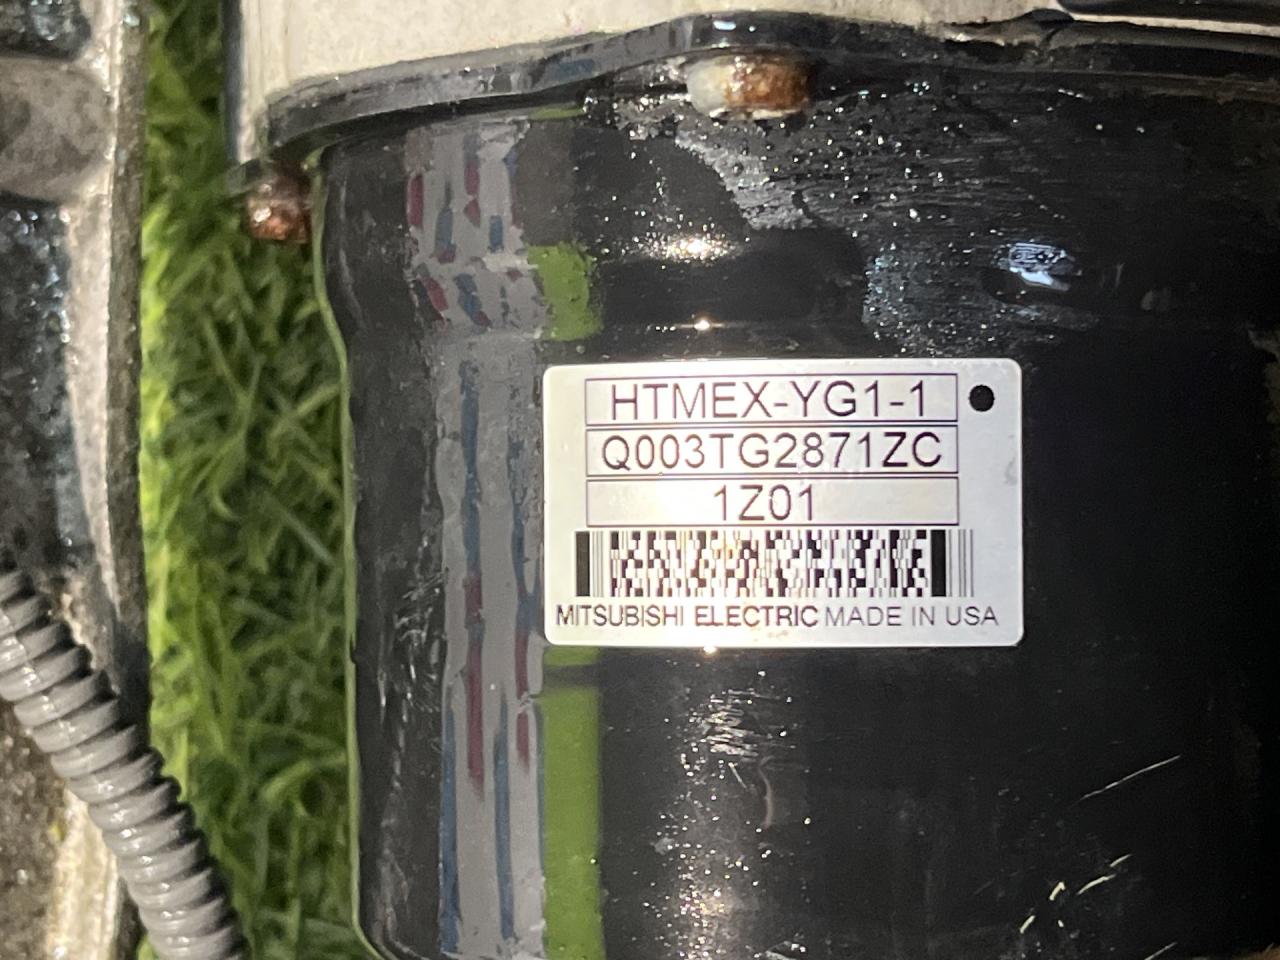 HTMEX-YG1-1
Q003TG2871ZC
1Z01
MITSUBISHI ELECTRIC MADE IN USA